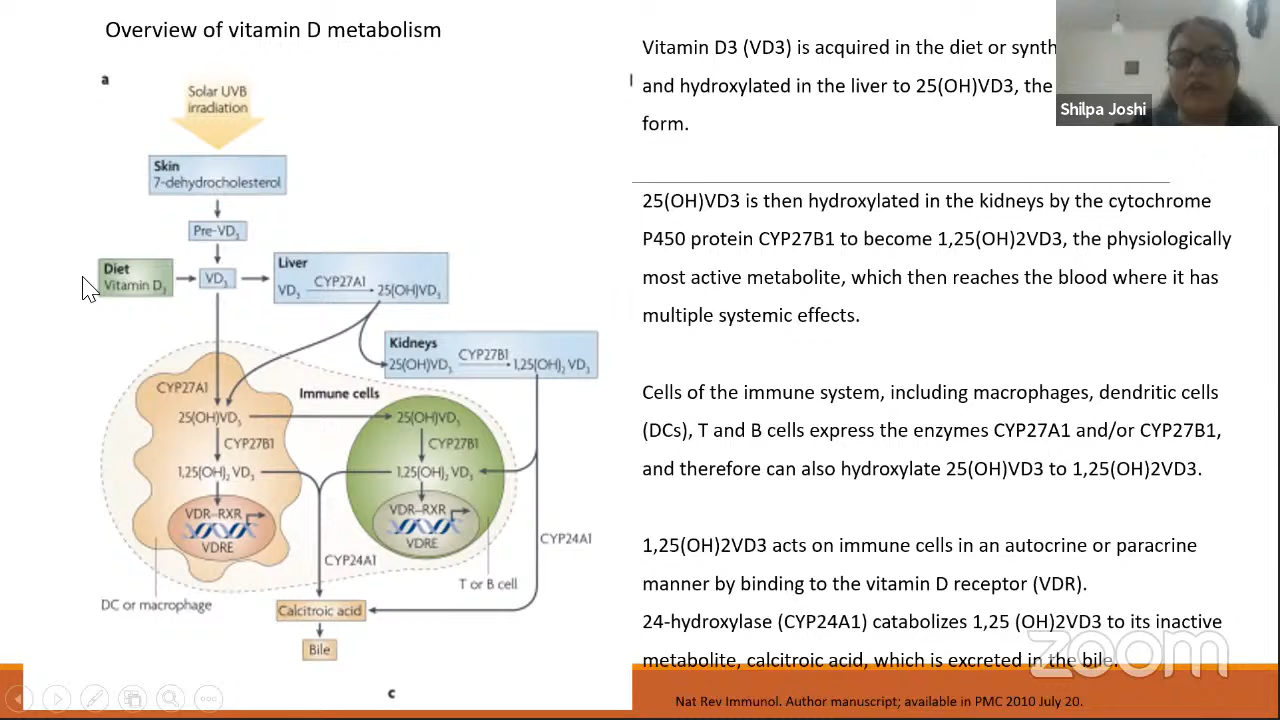 Overview of vitamin D metabolism
a
Solar UVB
irradiation
Skin
7-dehydrocholesterol
Pre-VD3
Diet
Vitamin D3
VD3
Liver
VD3 CYP27A1 25(OH)VD3
Kidneys
25(OH)VD3 CYP27B1 1,25(OH)2 VD3
Immune cells
CYP27A1
25(OH)VD3
25(OH)VD3
CYP27B1
CYP27B1
1,25(OH)2 VD3
1,25(OH)2 VD3
VDR–RXR
VDRE
VDR–RXR
VDRE
CYP24A1
CYP24A1
T or B cell
DC or macrophage
Calcitroic acid
Bile
c
Vitamin D3 (VD3) is acquired in the diet or synth
and hydroxylated in the liver to 25(OH)VD3, the
form.
25(OH)VD3 is then hydroxylated in the kidneys by the cytochrome
P450 protein CYP27B1 to become 1,25(OH)2VD3, the physiologically
most active metabolite, which then reaches the blood where it has
multiple systemic effects.
Cells of the immune system, including macrophages, dendritic cells
(DCs), T and B cells express the enzymes CYP27A1 and/or CYP27B1,
and therefore can also hydroxylate 25(OH)VD3 to 1,25(OH)2VD3.
1,25(OH)2VD3 acts on immune cells in an autocrine or paracrine
manner by binding to the vitamin D receptor (VDR).
24-hydroxylase (CYP24A1) catabolizes 1,25 (OH)2VD3 to its inactive
metabolite, calcitroic acid, which is excreted in the bile.
Nat Rev Immunol. Author manuscript; available in PMC 2010 July 20.
Shilpa Joshi
zoom